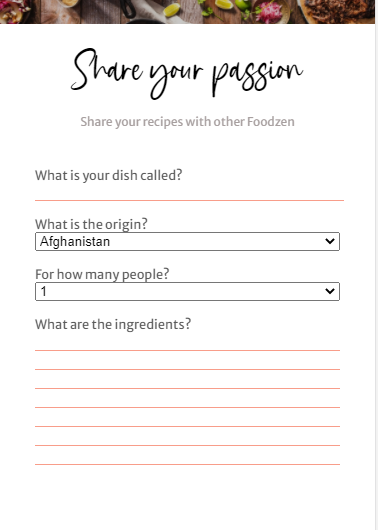 Share your passion
Share your recipes with other Foodzen
What is your dish called?
What is the origin?
Afghanistan
For how many people?
1
What are the ingredients?